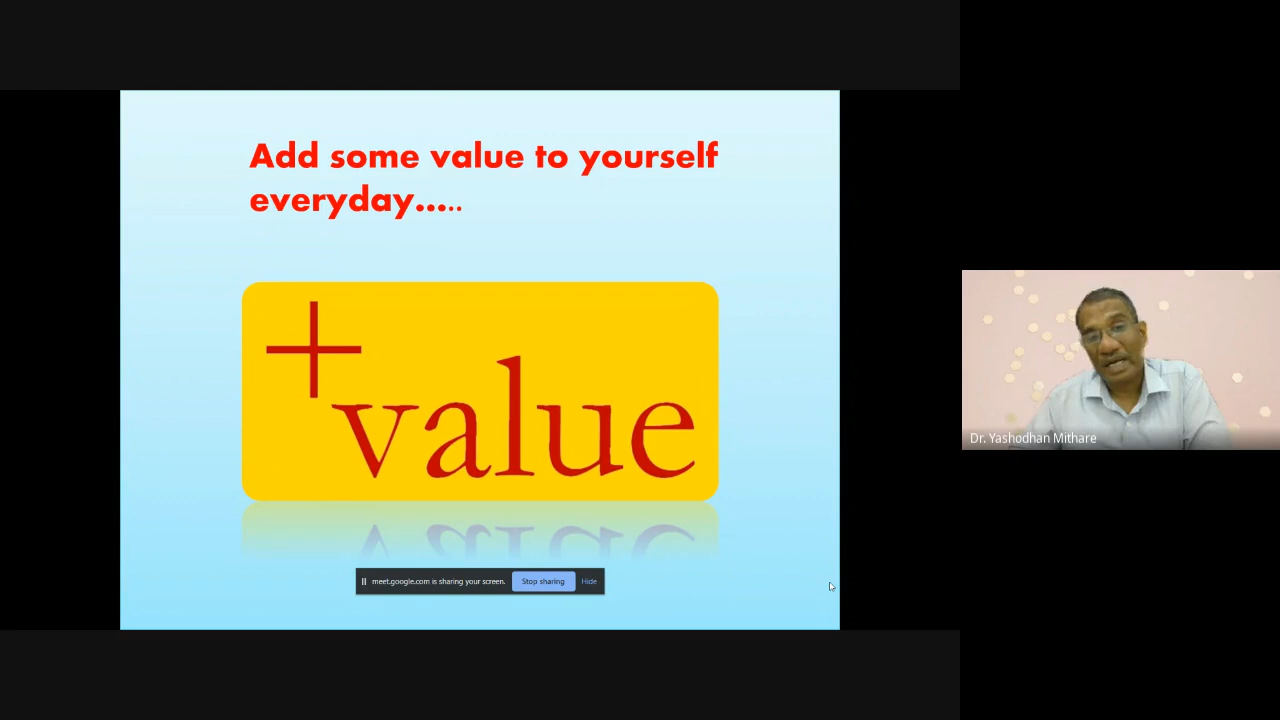 Add some value to yourself
everyday.....
+
value
value
meet.google.com is sharing your screen.
Stop sharing
Hide
Dr. Yashodhan Mithare